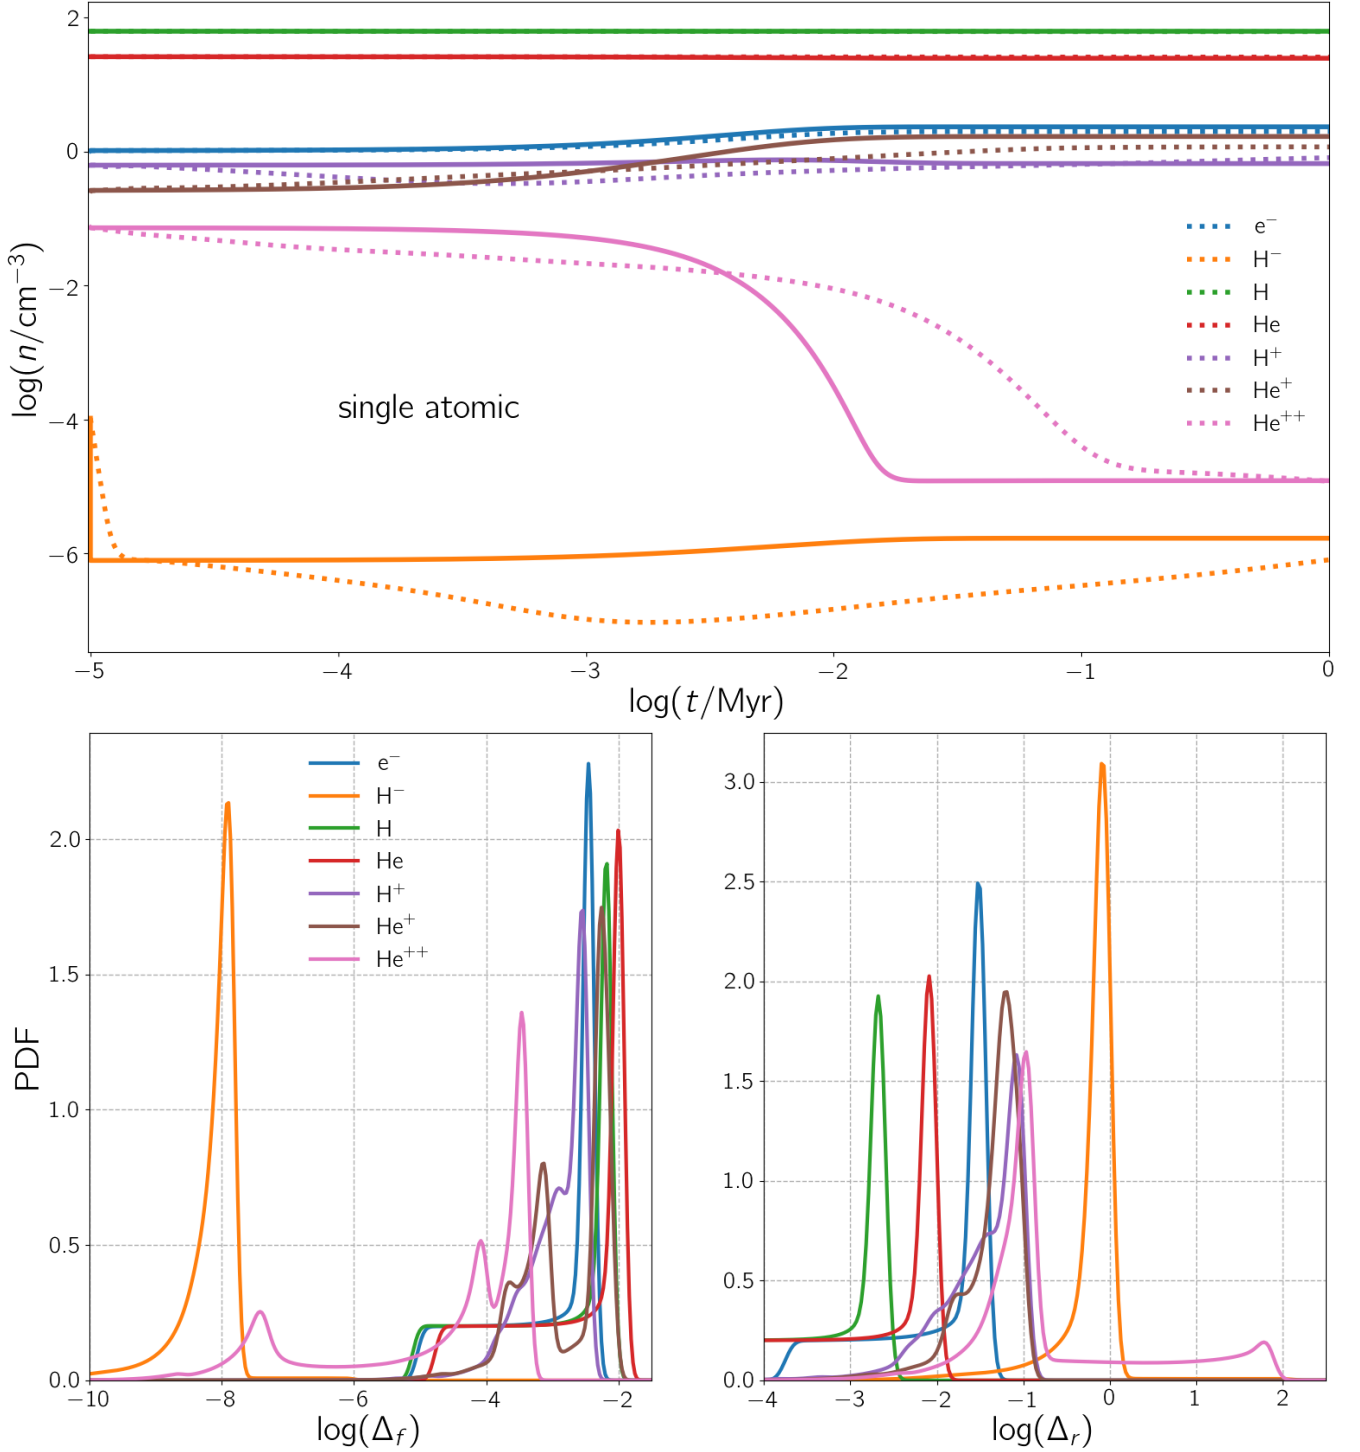 2
0
−2
−4
−6
log(n/cm⁻³)
single atomic
e⁻
H⁻
H
He
H⁺
He⁺
He⁺⁺
−5 −4 −3 −2 −1 0
log(t/Myr)
PDF
2.0
1.5
1.0
0.5
0.0
e⁻
H⁻
H
He
H⁺
He⁺
He⁺⁺
−10 −8 −6 −4 −2
log(Δ_f)
3.0
2.5
2.0
1.5
1.0
0.5
0.0
−4 −3 −2 −1 0 1 2
log(Δ_r)